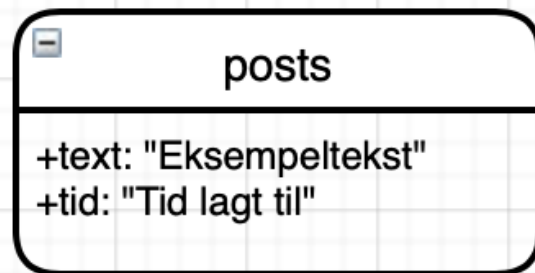 posts
+text: "Eksempeltekst"
+tid: "Tid lagt til"